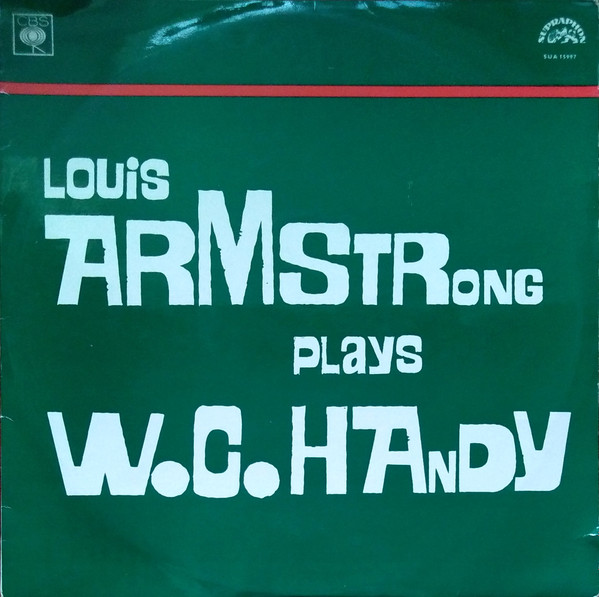 CBS
SUPRAPHON
SUA 15997
LOUiS
ARMSTRONG
PLayS
W.C. HANDY